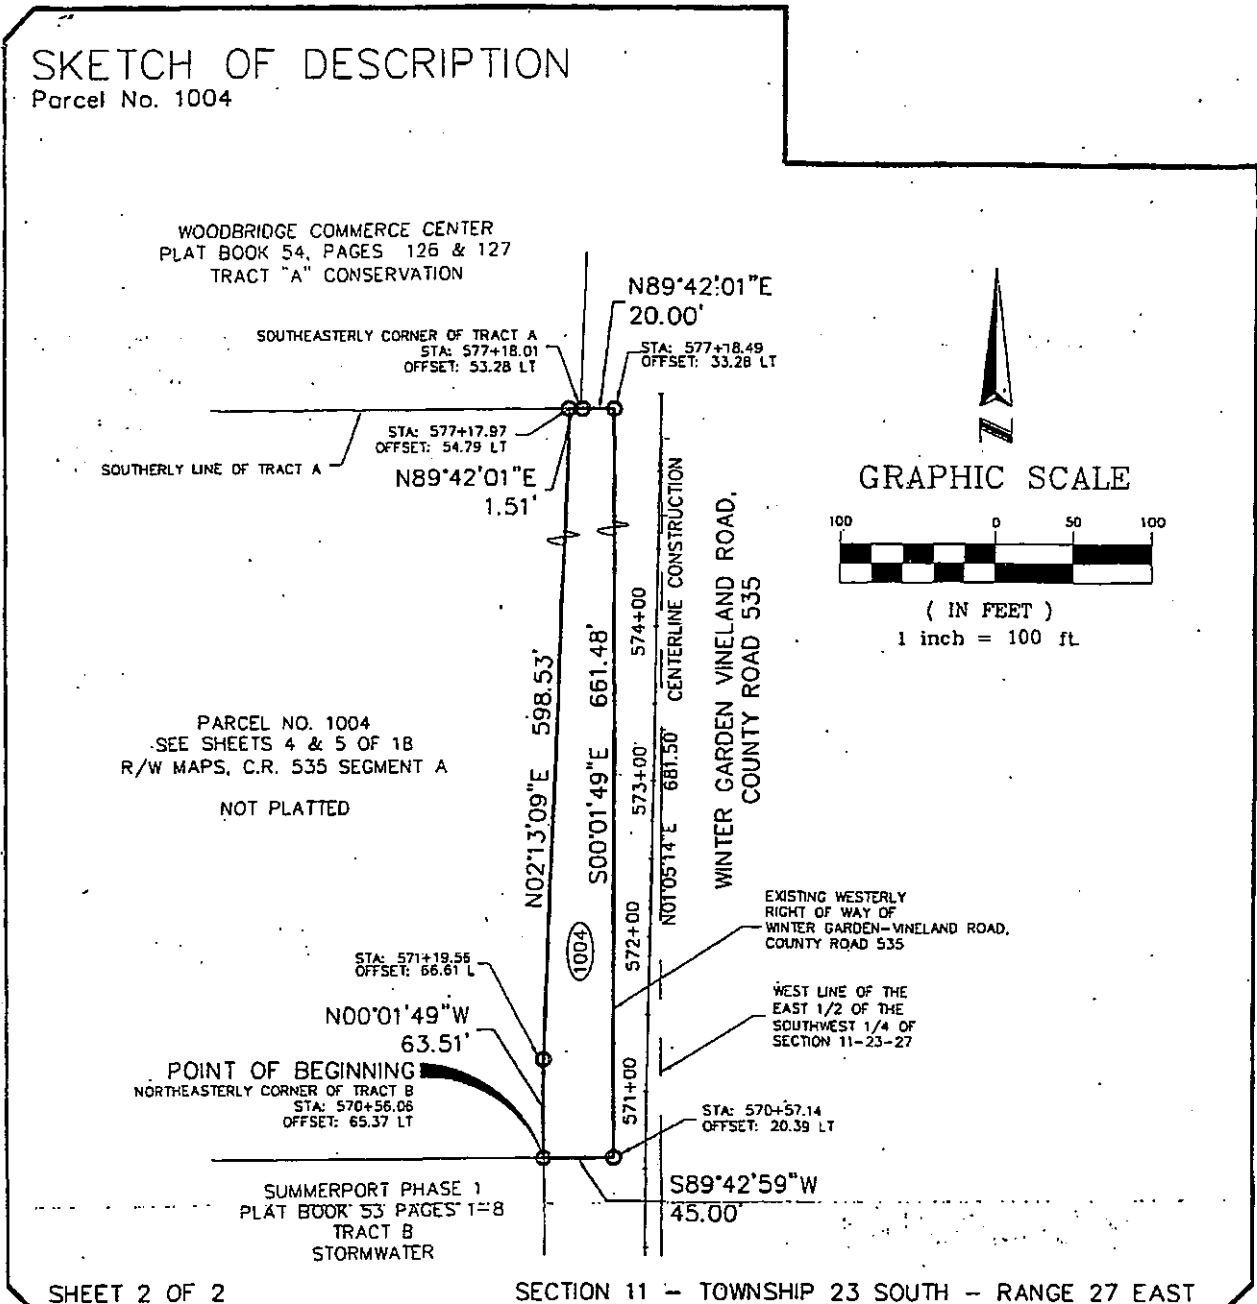 SKETCH OF DESCRIPTION
Parcel No. 1004
WOODBRIDGE COMMERCE CENTER
PLAT BOOK 54, PAGES 126 & 127
TRACT "A" CONSERVATION
N89°42'01"E
20.00'
SOUTHEASTERLY CORNER OF TRACT A
STA: 577+18.01
OFFSET: 53.28 LT
STA: 577+18.49
OFFSET: 33.28 LT
STA: 577+17.97
OFFSET: 54.79 LT
SOUTHERLY LINE OF TRACT A
N89°42'01"E
1.51'
GRAPHIC SCALE
100 0 50 100
( IN FEET )
1 inch = 100 ft.
N02°13'09"E 598.53'
S00°01'49"E 661.48'
571+00 572+00 573+00 574+00
N01°05'14"E 681.50' CENTERLINE CONSTRUCTION
WINTER GARDEN VINELAND ROAD,
COUNTY ROAD 535
PARCEL NO. 1004
SEE SHEETS 4 & 5 OF 18
R/W MAPS, C.R. 535 SEGMENT A
NOT PLATTED
1004
EXISTING WESTERLY
RIGHT OF WAY OF
WINTER GARDEN-VINELAND ROAD,
COUNTY ROAD 535
STA: 571+19.56
OFFSET: 66.61 L
WEST LINE OF THE
EAST 1/2 OF THE
SOUTHWEST 1/4 OF
SECTION 11-23-27
N00°01'49"W
63.51'
POINT OF BEGINNING
NORTHEASTERLY CORNER OF TRACT B
STA: 570+56.06
OFFSET: 65.37 LT
STA: 570+57.14
OFFSET: 20.39 LT
S89°42'59"W
45.00'
SUMMERPORT PHASE 1
PLAT BOOK 53 PAGES 1-8
TRACT B
STORMWATER
SHEET 2 OF 2
SECTION 11 - TOWNSHIP 23 SOUTH - RANGE 27 EAST